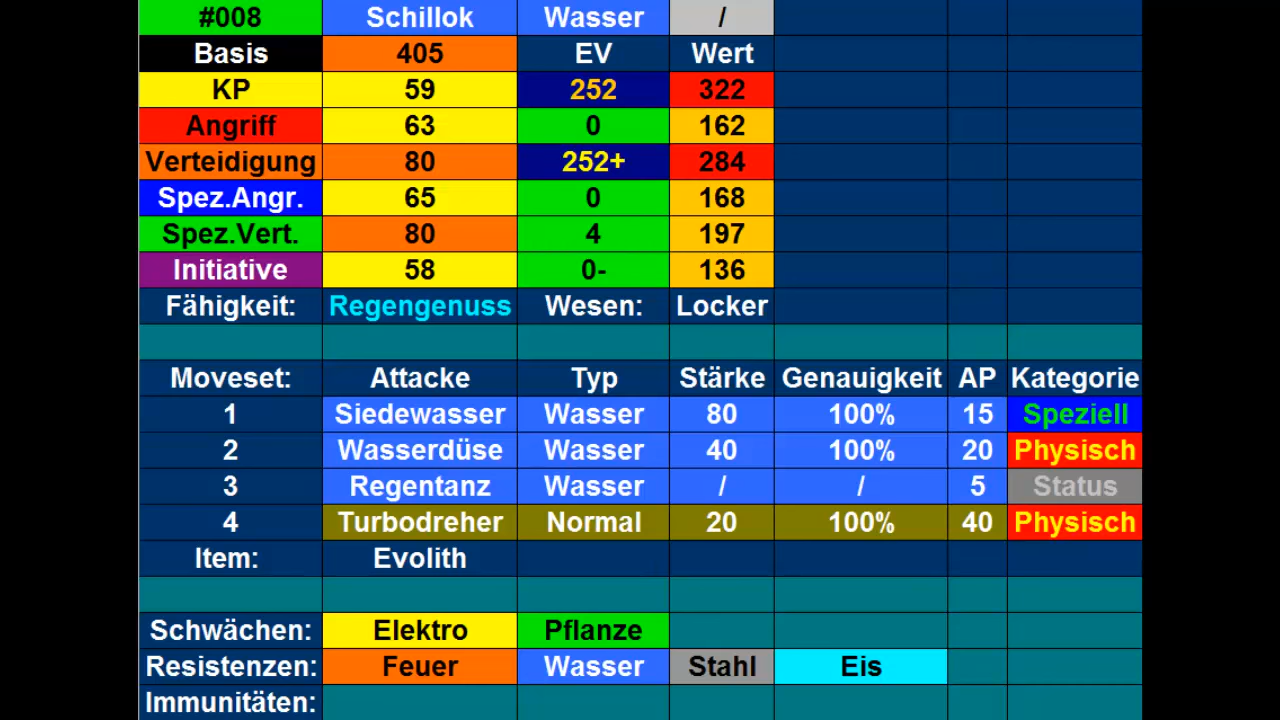 #008 Schillok Wasser /
Basis 405 EV Wert
KP 59 252 322
Angriff 63 0 162
Verteidigung 80 252+ 284
Spez.Angr. 65 0 168
Spez.Vert. 80 4 197
Initiative 58 0- 136
Fähigkeit: Regengenuss Wesen: Locker
Moveset: Attacke Typ Stärke Genauigkeit AP Kategorie
1 Siedewasser Wasser 80 100% 15 Speziell
2 Wasserdüse Wasser 40 100% 20 Physisch
3 Regentanz Wasser / / 5 Status
4 Turbodreher Normal 20 100% 40 Physisch
Item: Evolith
Schwächen: Elektro Pflanze
Resistenzen: Feuer Wasser Stahl Eis
Immunitäten: